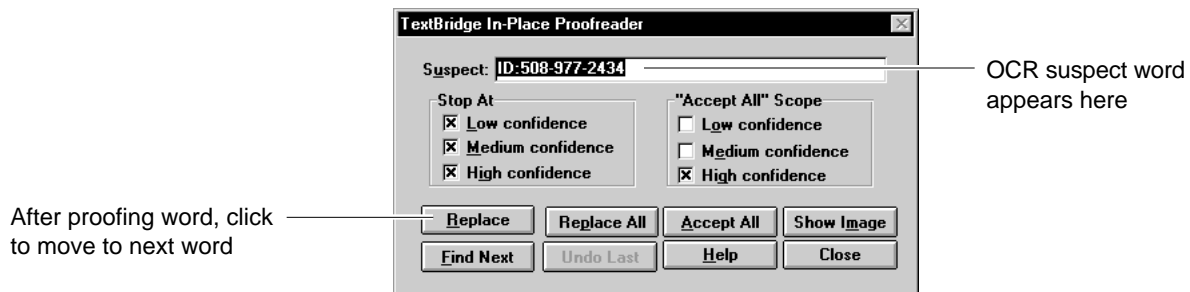 TextBridge In-Place Proofreader
Suspect: ID:508-977-2434
OCR suspect word
appears here
Stop At
Low confidence
Medium confidence
High confidence
"Accept All" Scope
Low confidence
Medium confidence
High confidence
After proofing word, click
to move to next word
Replace Replace All Accept All Show Image
Find Next Undo Last Help Close